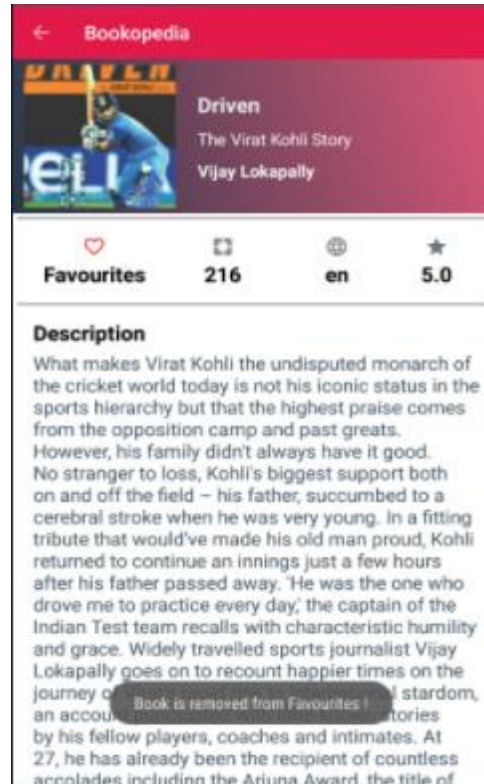 Bookopedia
DRIVEN
Driven
The Virat Kohli Story
Vijay Lokapally
Favourites
216
en
5.0
Description
What makes Virat Kohli the undisputed monarch of
the cricket world today is not his iconic status in the
sports hierarchy but that the highest praise comes
from the opposition camp and past greats.
However, his family didn't always have it good.
No stranger to loss, Kohli's biggest support both
on and off the field – his father, succumbed to a
cerebral stroke when he was very young. In a fitting
tribute that would've made his old man proud, Kohli
returned to continue an innings just a few hours
after his father passed away. 'He was the one who
drove me to practice every day,' the captain of the
Indian Test team recalls with characteristic humility
and grace. Widely travelled sports journalist Vijay
Lokapally goes on to recount happier times on the
journey stardom,
an
Book is removed from Favourites !
by his fellow players, coaches and intimates. At
27, he has already been the recipient of countless
accolades including the Arjuna Award, the title of